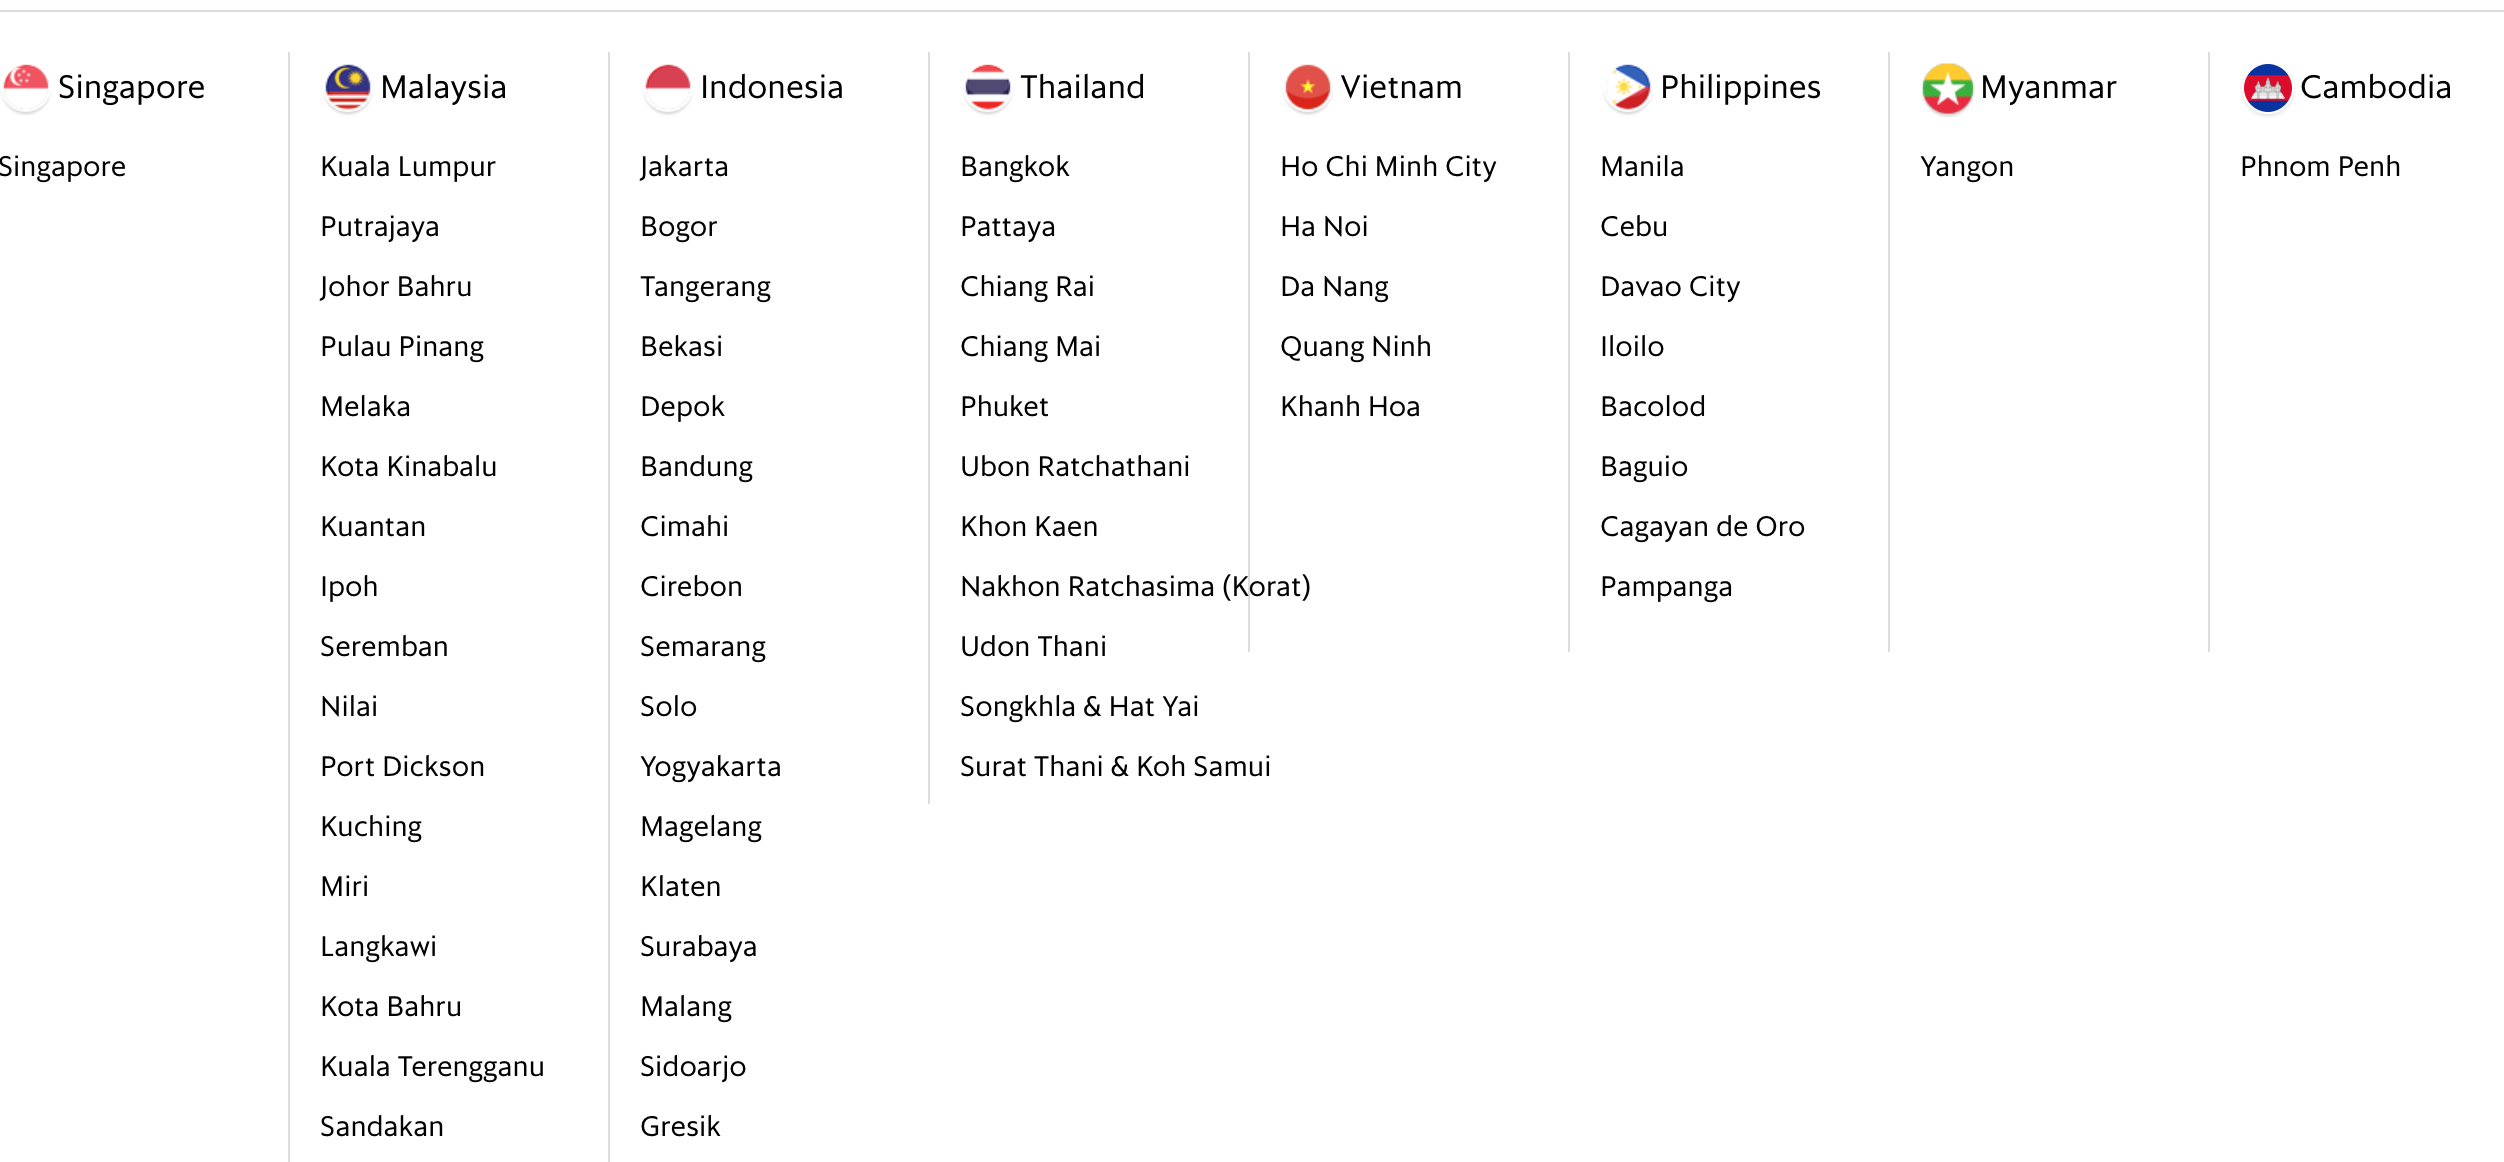 Singapore
Singapore
Malaysia
Kuala Lumpur
Putrajaya
Johor Bahru
Pulau Pinang
Melaka
Kota Kinabalu
Kuantan
Ipoh
Seremban
Nilai
Port Dickson
Kuching
Miri
Langkawi
Kota Bahru
Kuala Terengganu
Sandakan
Indonesia
Jakarta
Bogor
Tangerang
Bekasi
Depok
Bandung
Cimahi
Cirebon
Semarang
Solo
Yogyakarta
Magelang
Klaten
Surabaya
Malang
Sidoarjo
Gresik
Thailand
Bangkok
Pattaya
Chiang Rai
Chiang Mai
Phuket
Ubon Ratchathani
Khon Kaen
Nakhon Ratchasima (Korat)
Udon Thani
Songkhla & Hat Yai
Surat Thani & Koh Samui
Vietnam
Ho Chi Minh City
Ha Noi
Da Nang
Quang Ninh
Khanh Hoa
Philippines
Manila
Cebu
Davao City
Iloilo
Bacolod
Baguio
Cagayan de Oro
Pampanga
Myanmar
Yangon
Cambodia
Phnom Penh